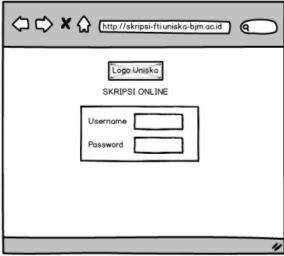 http://skripsi-fti.uniska-bjm.ac.id
Logo Uniska
SKRIPSI ONLINE
Username
Password